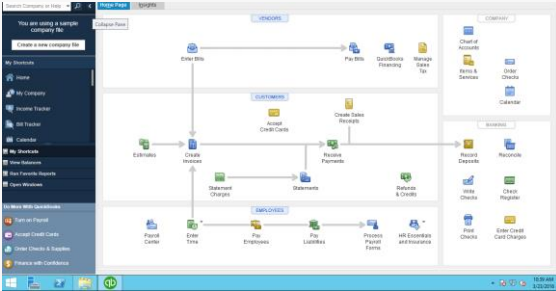 Search Company or Help
Home Page
Insights
Collapse Pane
You are using a sample
company file
Create a new company file
My Shortcuts
Home
My Company
Income Tracker
Bill Tracker
Calendar
My Shortcuts
View Balances
Run Favorite Reports
Open Windows
Do More With QuickBooks
Turn on Payroll
Accept Credit Cards
Order Checks & Supplies
Finance with Confidence
VENDORS
Enter Bills
Pay Bills
QuickBooks
Financing
Manage
Sales
Tax
CUSTOMERS
Accept
Credit Cards
Create Sales
Receipts
Estimates
Create
Invoices
Receive
Payments
Statement
Charges
Statements
Refunds
& Credits
EMPLOYEES
Payroll
Center
Enter
Time
Pay
Employees
Pay
Liabilities
Process
Payroll
Forms
HR Essentials
and Insurance
COMPANY
Chart of
Accounts
Items &
Services
Order
Checks
Calendar
BANKING
Record
Deposits
Reconcile
Write
Checks
Check
Register
Print
Checks
Enter Credit
Card Charges
qb